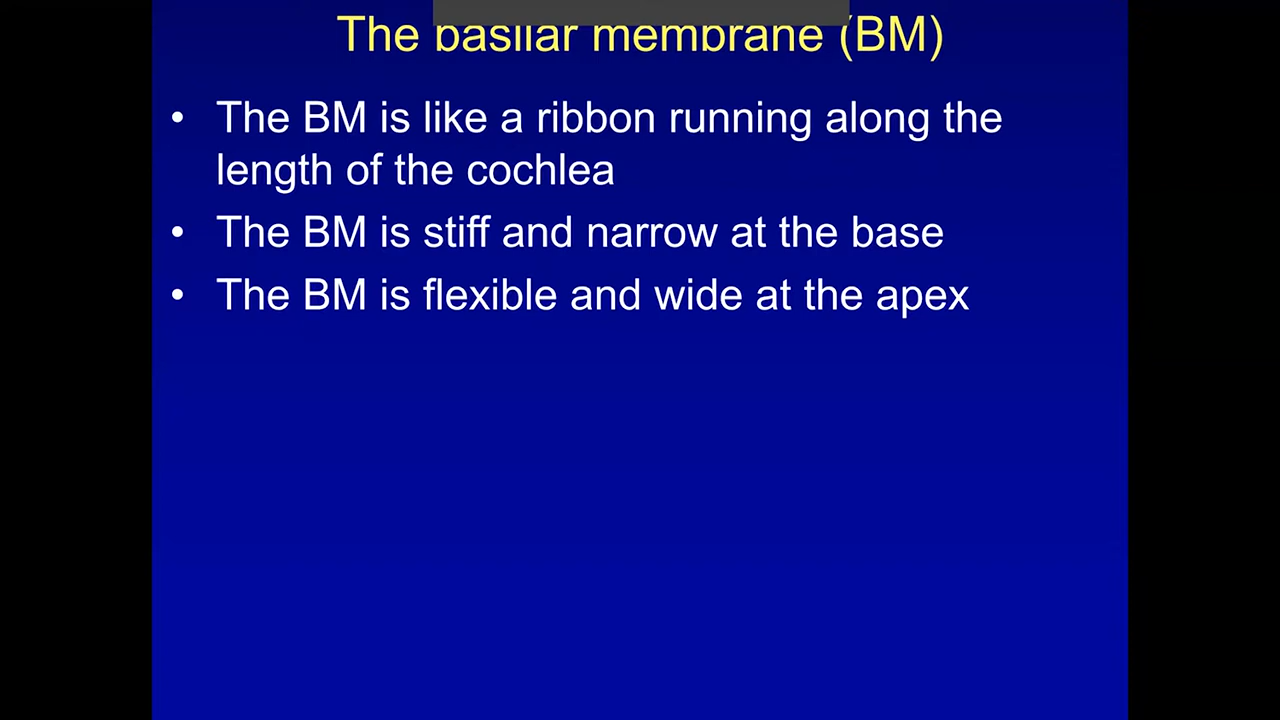 The basilar membrane (BM)
• The BM is like a ribbon running along the
length of the cochlea
• The BM is stiff and narrow at the base
• The BM is flexible and wide at the apex